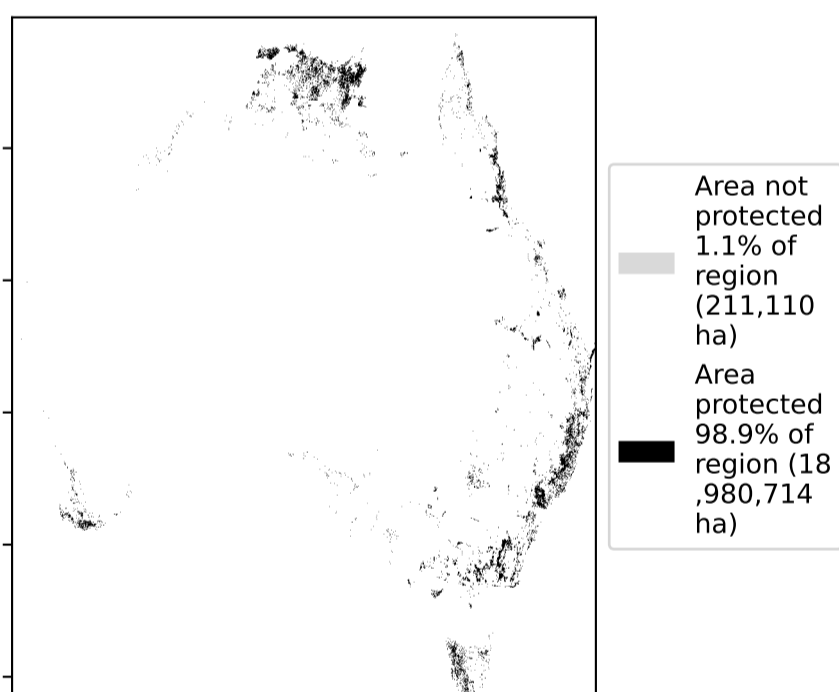 Area not
protected
1.1% of
region
(211,110
ha)
Area
protected
98.9% of
region (18
,980,714
ha)